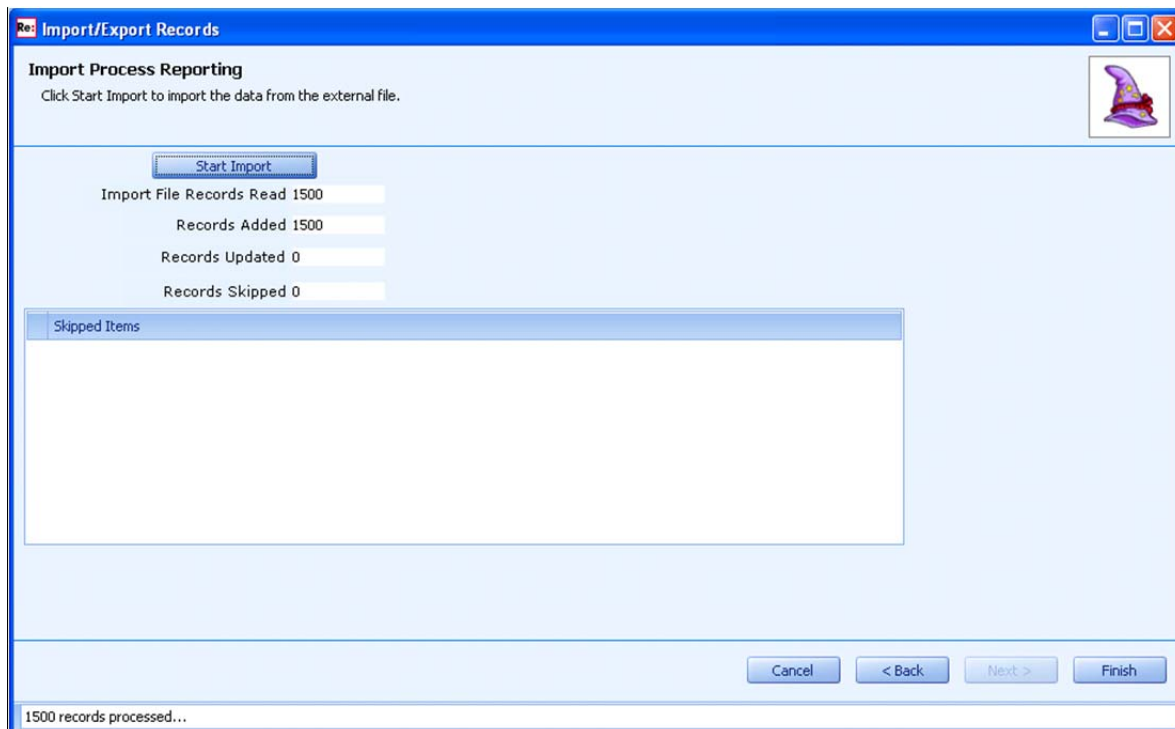 Re: Import/Export Records
Import Process Reporting
Click Start Import to import the data from the external file.
Start Import
Import File Records Read 1500
Records Added 1500
Records Updated 0
Records Skipped 0
Skipped Items
Cancel < Back Next > Finish
1500 records processed...